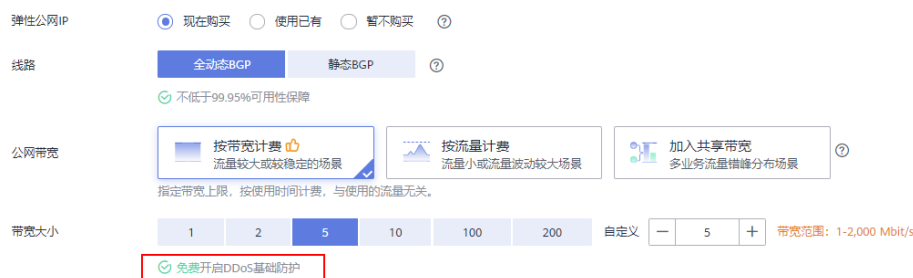 弹性公网IP 现在购买 使用已有 暂不购买 ?
线路 全动态BGP 静态BGP ?
不低于99.95%可用性保障
公网带宽 按带宽计费 按流量计费 加入共享带宽 ?
流量较大或较稳定的场景 流量小或流量波动较大场景 多业务流量错峰分布场景
指定带宽上限，按使用时间计费，与使用的流量无关。
带宽大小 1 2 5 10 100 200 自定义 — 5 + 带宽范围：1-2,000 Mbit/s
免费开启DDoS基础防护